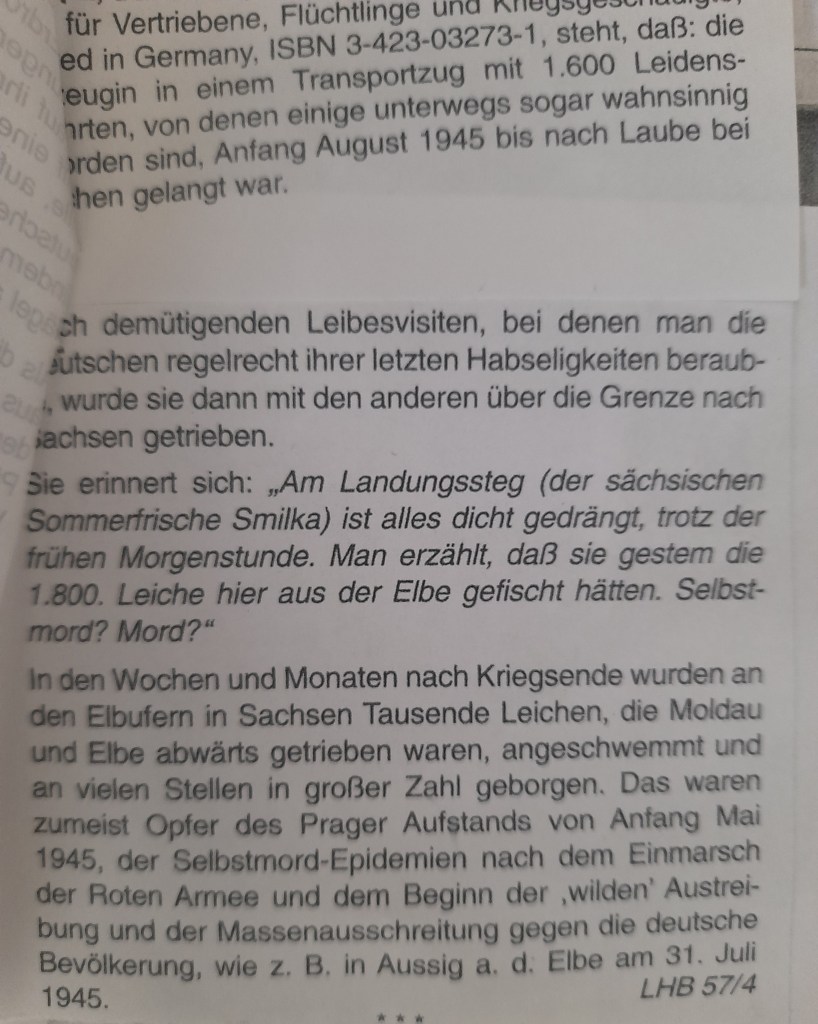 für Vertriebene, Flüchtlinge und
ed in Germany, ISBN 3-423-03273-1, steht, daß: die
eugin in einem Transportzug mit 1.600 Leidens-
hrten, von denen einige unterwegs sogar wahnsinnig
orden sind, Anfang August 1945 bis nach Laube bei
chen gelangt war.
ch demütigenden Leibesvisiten, bei denen man die
eutschen regelrecht ihrer letzten Habseligkeiten beraub-
, wurde sie dann mit den anderen über die Grenze nach
achsen getrieben.
Sie erinnert sich: „Am Landungssteg (der sächsischen
Sommerfrische Smilka) ist alles dicht gedrängt, trotz der
frühen Morgenstunde. Man erzählt, daß sie gestern die
1.800. Leiche hier aus der Elbe gefischt hätten. Selbst-
mord? Mord?“
In den Wochen und Monaten nach Kriegsende wurden an
den Elbufern in Sachsen Tausende Leichen, die Moldau
und Elbe abwärts getrieben waren, angeschwemmt und
an vielen Stellen in großer Zahl geborgen. Das waren
zumeist Opfer des Prager Aufstands von Anfang Mai
1945, der Selbstmord-Epidemien nach dem Einmarsch
der Roten Armee und dem Beginn der ‚wilden’ Austrei-
bung und der Massenausschreitung gegen die deutsche
Bevölkerung, wie z. B. in Aussig a. d. Elbe am 31. Juli
1945. LHB 57/4
* * *